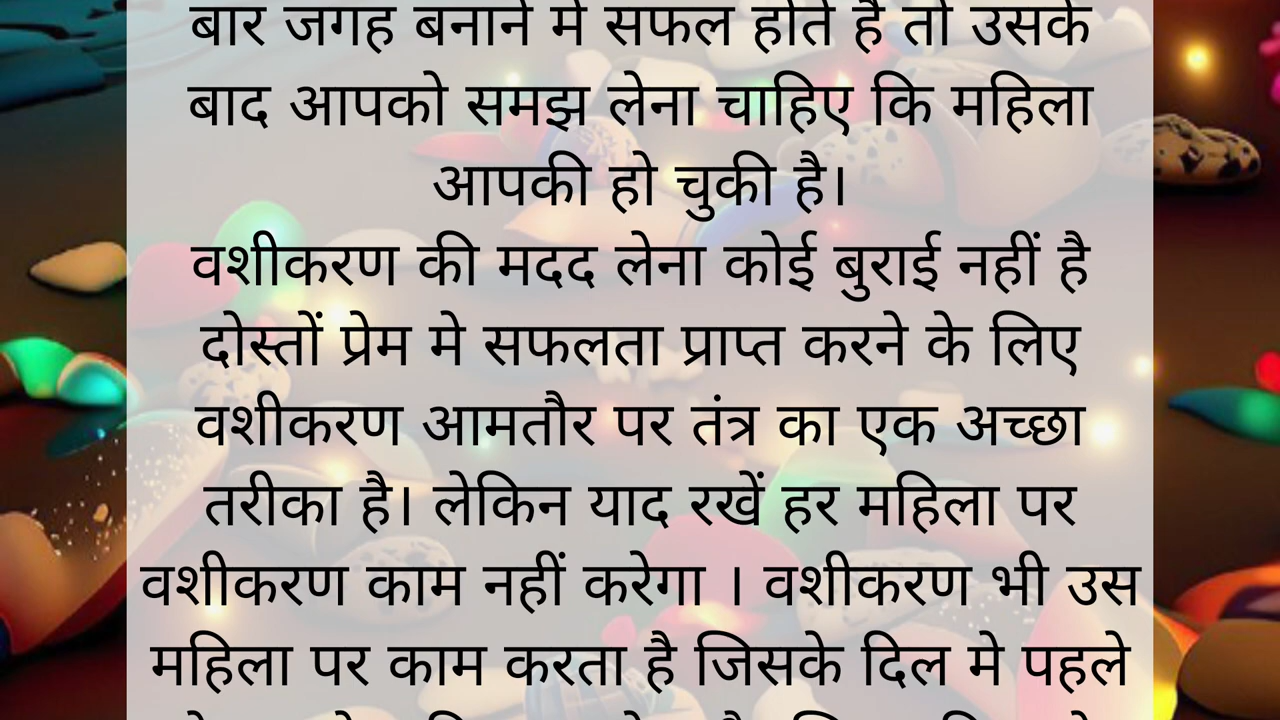 बार जगह बनाने मे सफल होते है तो उसके
बाद आपको समझ लेना चाहिए कि महिला
आपकी हो चुकी है।
वशीकरण की मदद लेना कोई बुराई नहीं है
दोस्तों प्रेम मे सफलता प्राप्त करने के लिए
वशीकरण आमतौर पर तंत्र का एक अच्छा
तरीका है। लेकिन याद रखें हर महिला पर
वशीकरण काम नहीं करेगा । वशीकरण भी उस
महिला पर काम करता है जिसके दिल मे पहले